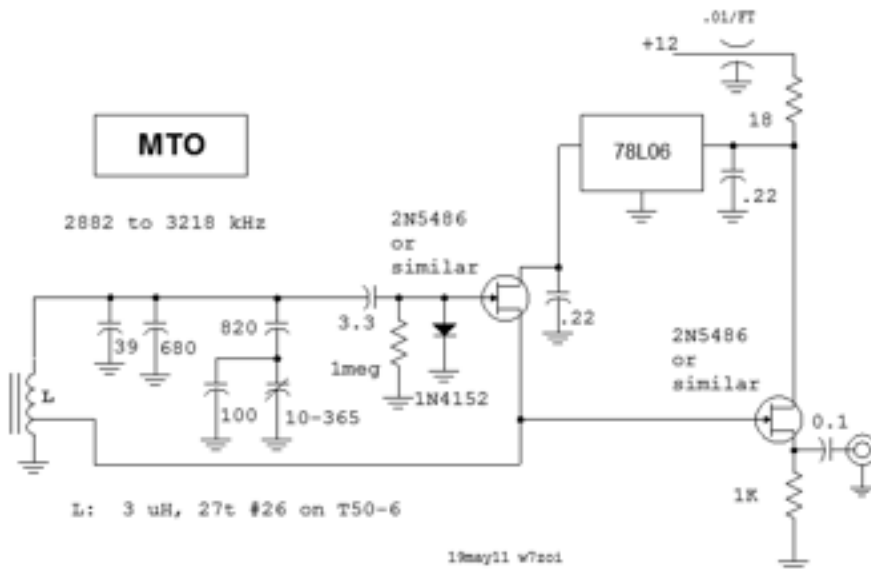 .01/FT
+12
18
MTO
78L06
.22
2882 to 3218 kHz
2N5486
or
similar
39
680
820
3.3
.22
1meg
2N5486
or
similar
L
100
10-365
1N4152
0.1
1K
L: 3 uH, 27t #26 on T50-6
19may11 w7zoi